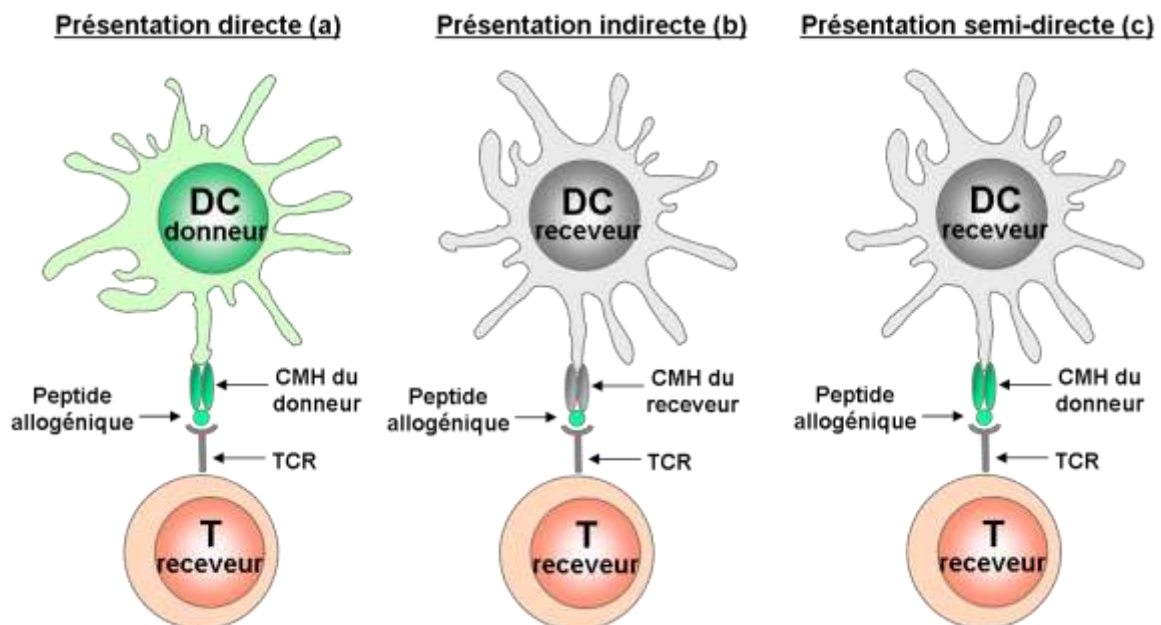 Présentation directe (a)
DC
donneur
Peptide
allogénique
CMH du
donneur
TCR
T
receveur
Présentation indirecte (b)
DC
receveur
Peptide
allogénique
CMH du
receveur
TCR
T
receveur
Présentation semi-directe (c)
DC
receveur
Peptide
allogénique
CMH du
donneur
TCR
T
receveur